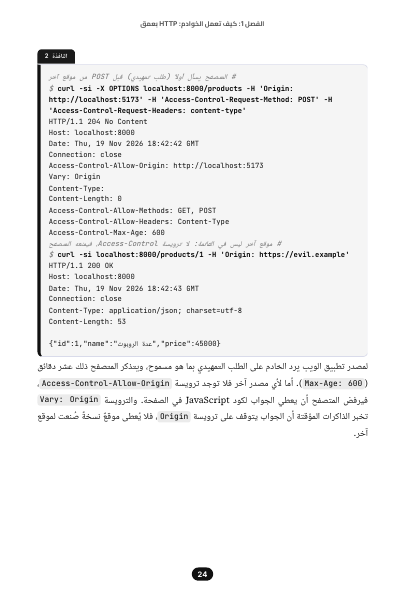 الفصل 1: كيف تعمل الخوادم: HTTP بعمق
النافذة 2
# المتصفح يسأل أولًا (طلب تمهيدي) قبل POST من موقع آخر
$ curl -si -X OPTIONS localhost:8000/products -H 'Origin:
http://localhost:5173' -H 'Access-Control-Request-Method: POST' -H
'Access-Control-Request-Headers: content-type'
HTTP/1.1 204 No Content
Host: localhost:8000
Date: Thu, 19 Nov 2026 18:42:42 GMT
Connection: close
Access-Control-Allow-Origin: http://localhost:5173
Vary: Origin
Content-Type:
Content-Length: 0
Access-Control-Allow-Methods: GET, POST
Access-Control-Allow-Headers: Content-Type
Access-Control-Max-Age: 600
# موقع آخر ليس في القائمة: لا ترويسة Access-Control، فيمنعه المتصفح
$ curl -si localhost:8000/products/1 -H 'Origin: https://evil.example'
HTTP/1.1 200 OK
Host: localhost:8000
Date: Thu, 19 Nov 2026 18:42:43 GMT
Connection: close
Content-Type: application/json; charset=utf-8
Content-Length: 53
{"id":1,"name":"عدة الروبوت","price":45000}
لمصدر تطبيق الويب يرد الخادم على الطلب التمهيدي بما هو مسموح، ويتذكر المتصفح ذلك عشر دقائق
(Max-Age: 600). أما لأي مصدر آخر فلا توجد ترويسة Access-Control-Allow-Origin،
فيرفض المتصفح أن يعطي الجواب لكود JavaScript في الصفحة. والترويسة Vary: Origin
تخبر الذاكرات المؤقتة أن الجواب يتوقف على ترويسة Origin، فلا يُعطى موقعٌ نسخةً صُنعت لموقع
آخر.
24